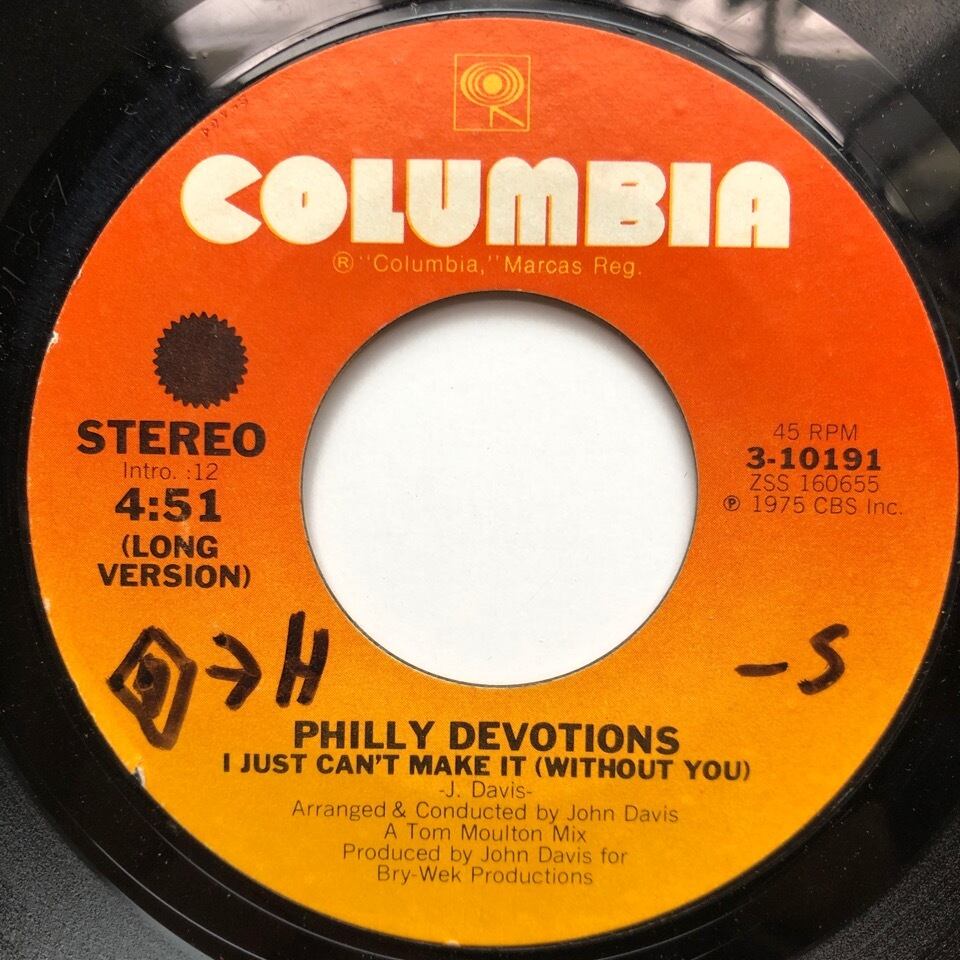 COLUMBIA
® "Columbia," Marcas Reg.
STEREO
Intro. :12
4:51
(LONG
VERSION)
45 RPM
3-10191
ZSS 160655
℗ 1975 CBS Inc.
→H
-S
PHILLY DEVOTIONS
I JUST CAN'T MAKE IT (WITHOUT YOU)
-J. Davis-
Arranged & Conducted by John Davis
A Tom Moulton Mix
Produced by John Davis for
Bry-Wek Productions